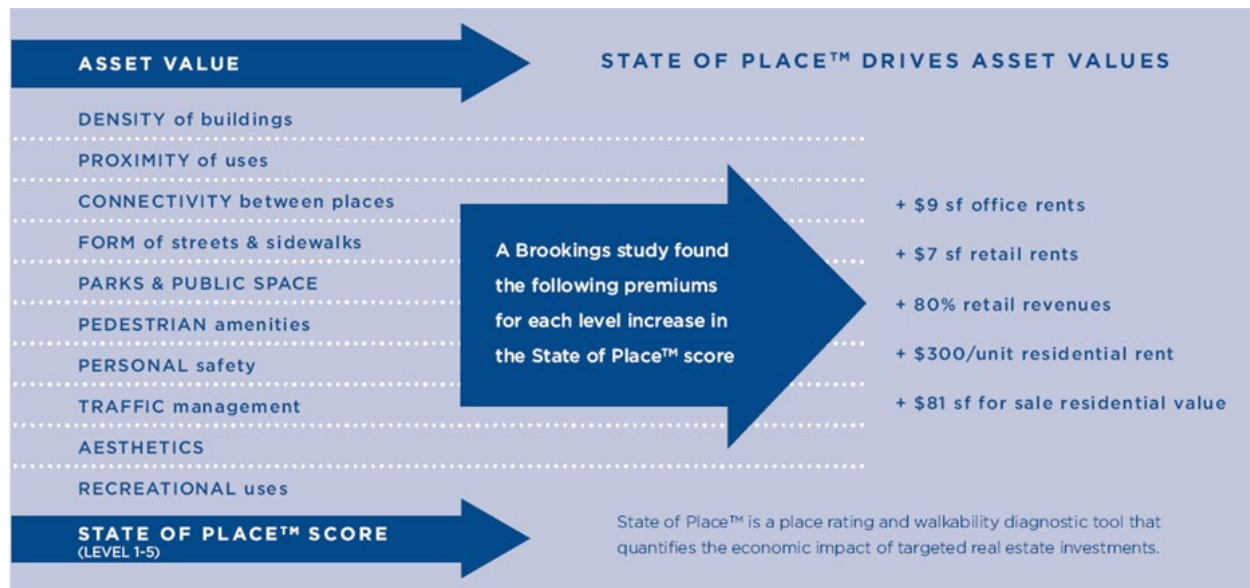 ASSET VALUE
STATE OF PLACE™ DRIVES ASSET VALUES
DENSITY of buildings
PROXIMITY of uses
CONNECTIVITY between places
FORM of streets & sidewalks
PARKS & PUBLIC SPACE
PEDESTRIAN amenities
PERSONAL safety
TRAFFIC management
AESTHETICS
RECREATIONAL uses
A Brookings study found
the following premiums
for each level increase in
the State of Place™ score
+ $9 sf office rents
+ $7 sf retail rents
+ 80% retail revenues
+ $300/unit residential rent
+ $81 sf for sale residential value
STATE OF PLACE™ SCORE
(LEVEL 1-5)
State of Place™ is a place rating and walkability diagnostic tool that
quantifies the economic impact of targeted real estate investments.